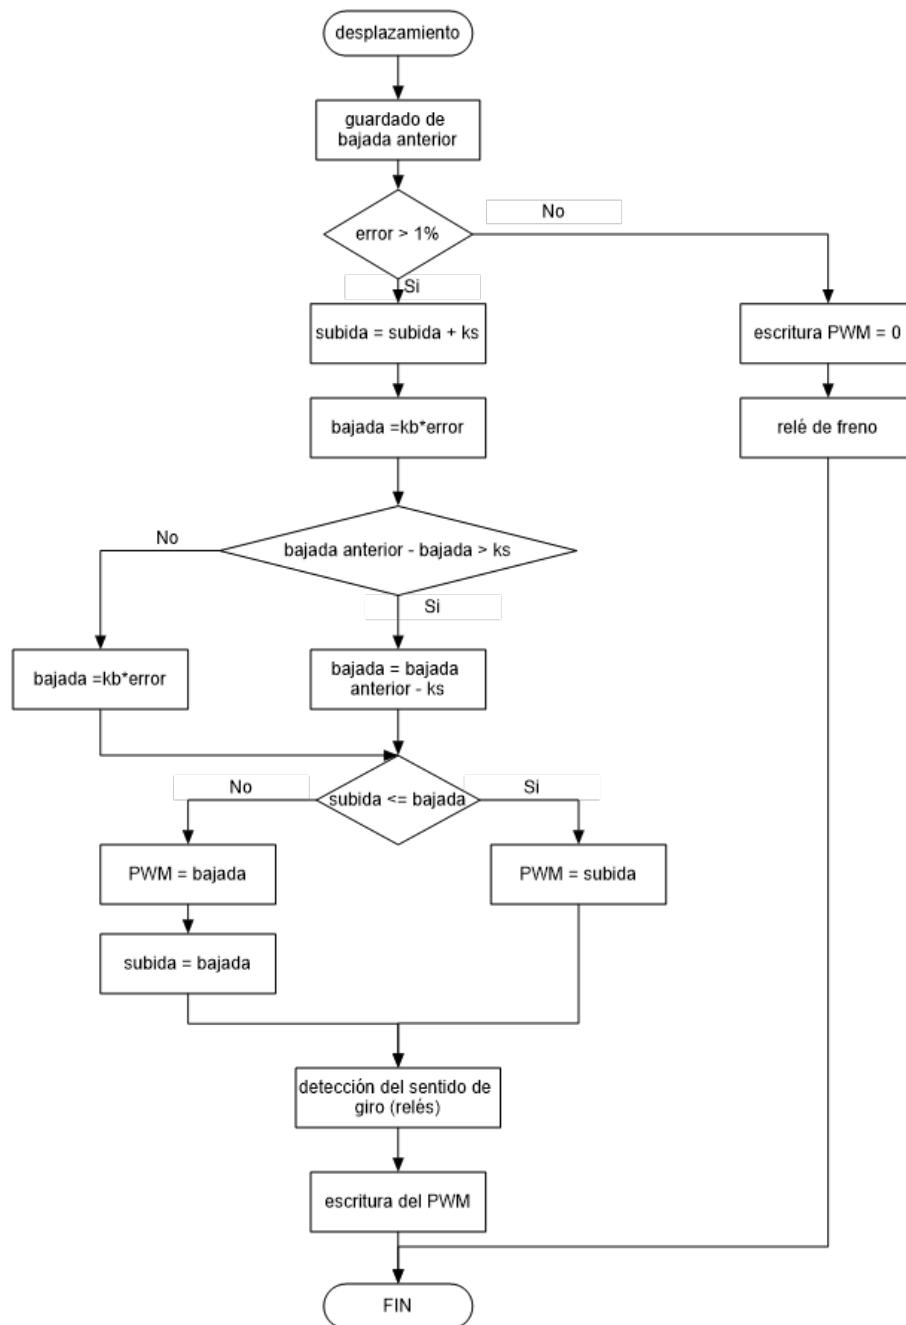 desplazamiento
guardado de
bajada anterior
error > 1%
No
Si
subida = subida + ks
escritura PWM = 0
bajada =kb*error
relé de freno
No
bajada anterior - bajada > ks
Si
bajada =kb*error
bajada = bajada
anterior - ks
No
subida <= bajada
Si
PWM = bajada
PWM = subida
subida = bajada
detección del sentido de
giro (relés)
escritura del PWM
FIN